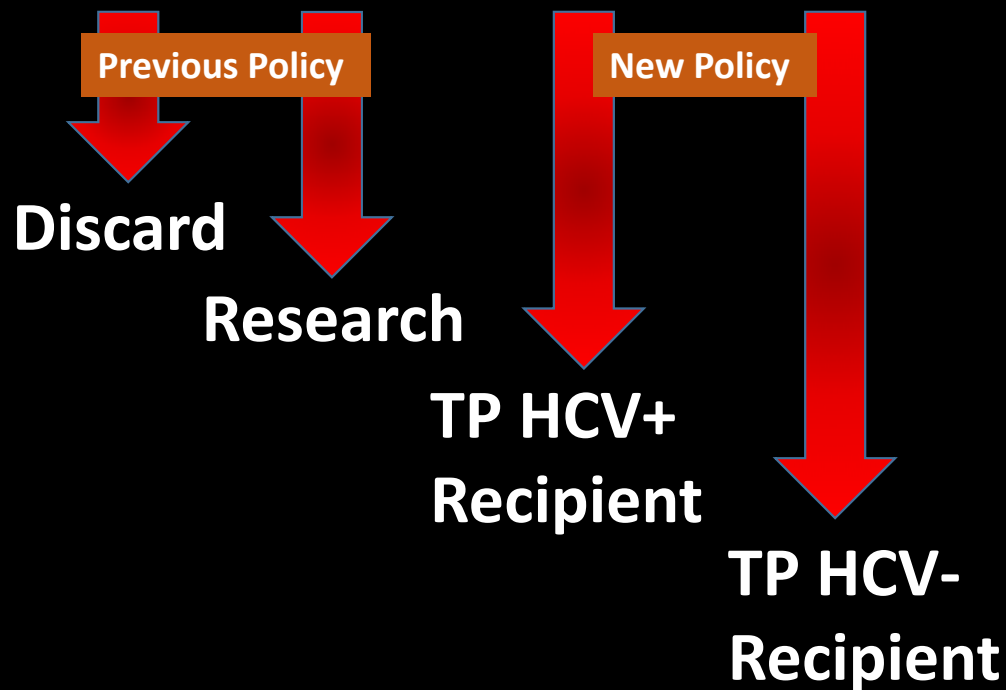 Previous Policy
New Policy
Discard
Research
TP HCV+
Recipient
TP HCV-
Recipient